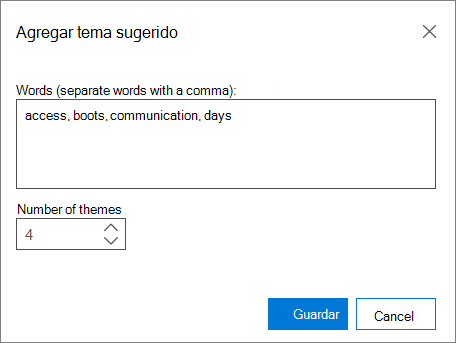 Agregar tema sugerido
Words (separate words with a comma):
access, boots, communication, days
Number of themes
4
Guardar
Cancel